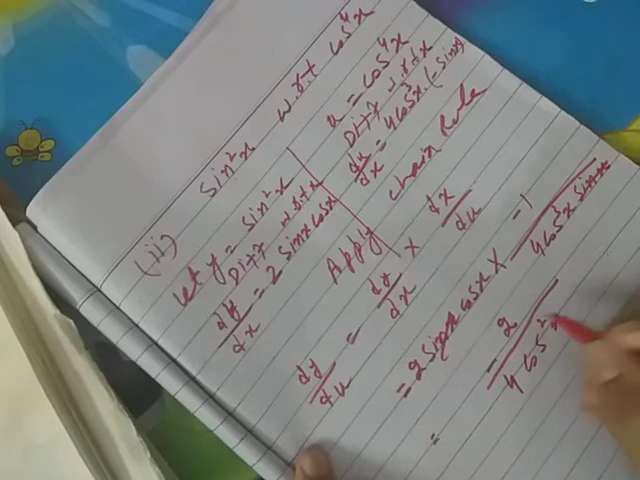 (iii) sin²x w.r.t cos⁴x
let y = sin²x
Diff w.r.t x
dy/dx = 2 sinx cosx
u = cos⁴x
Diff w.r.t x
du/dx = 4cos³x.(-sinx)
Apply chain Rule
dy/du = dy/dx × dx/du
= 2 sinx cosx × -1/4cos³x sinx
= -2/4 cos²x
=